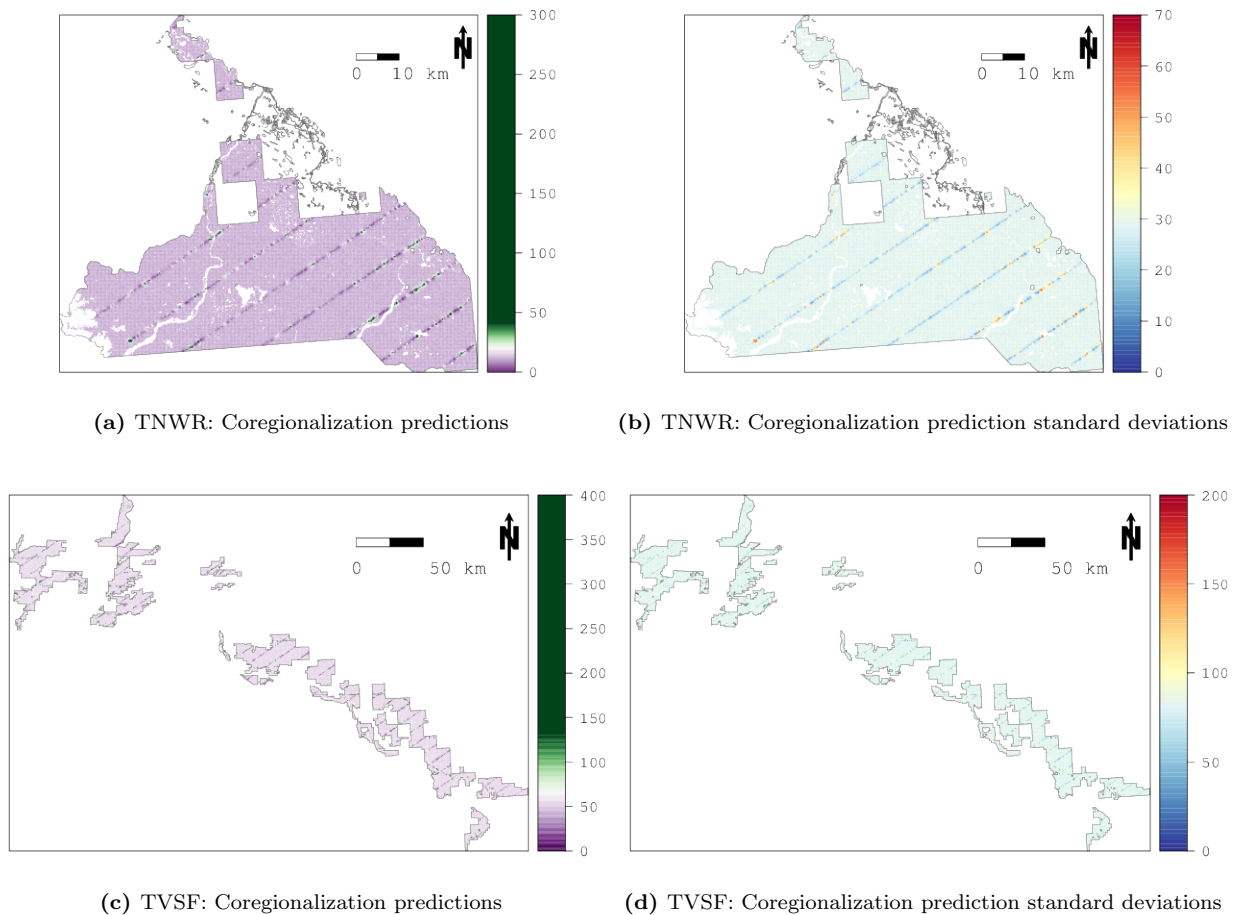 300
250
200
150
100
50
0
N
0 10 km
70
60
50
40
30
20
10
0
N
0 10 km
(a) TNWR: Coregionalization predictions
(b) TNWR: Coregionalization prediction standard deviations
400
350
300
250
200
150
100
50
0
N
0 50 km
200
150
100
50
0
N
0 50 km
(c) TVSF: Coregionalization predictions
(d) TVSF: Coregionalization prediction standard deviations